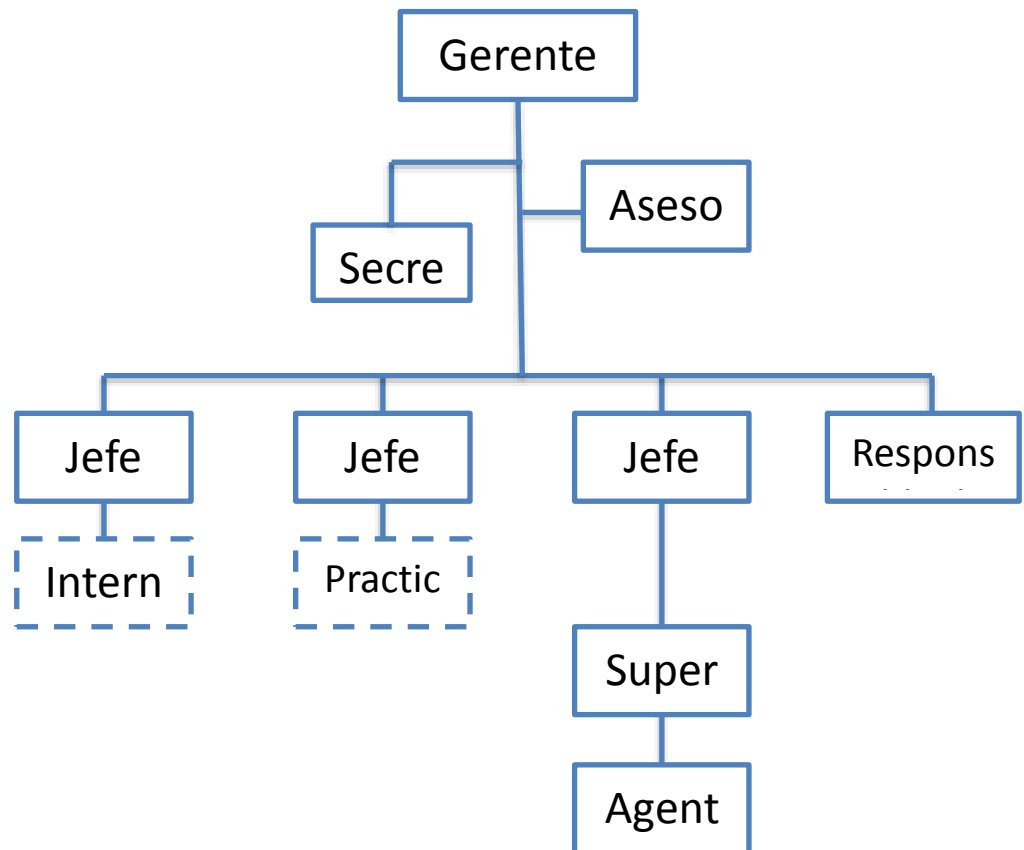 Gerente
Aseso
Secre
Jefe
Jefe
Jefe
Respons
Intern
Practic
Super
Agent